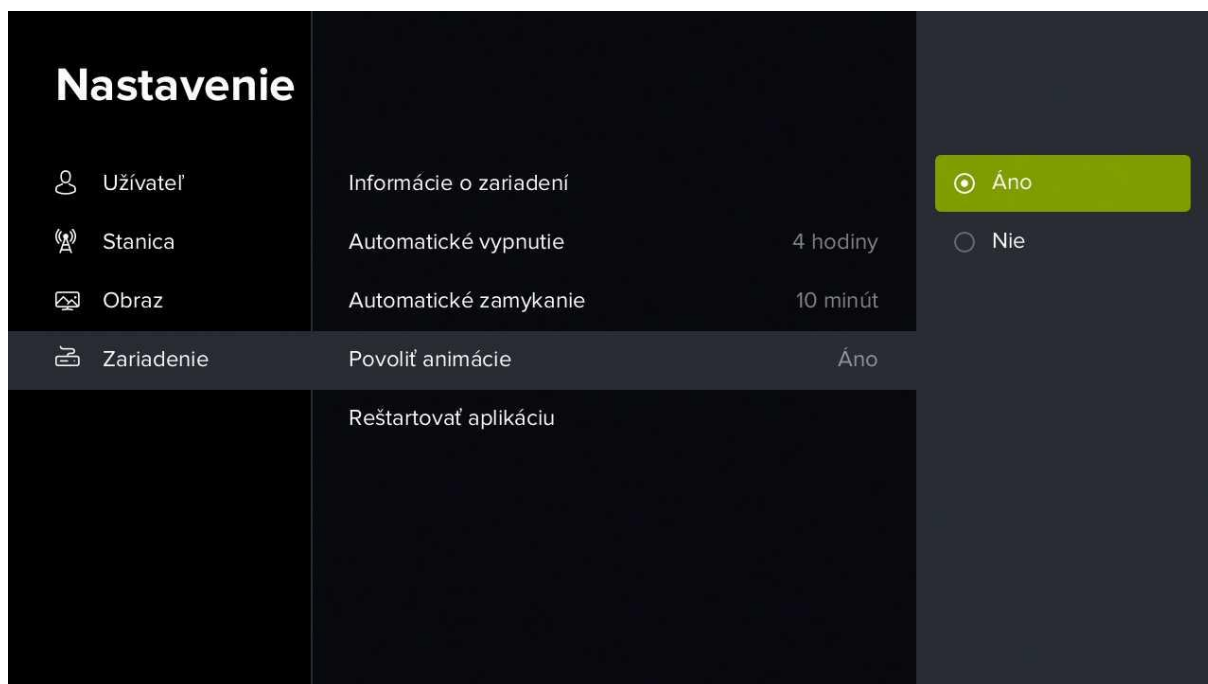 Nastavenie
Užívateľ
Stanica
Obraz
Zariadenie
Informácie o zariadení
Automatické vypnutie 4 hodiny
Automatické zamykanie 10 minút
Povoliť animácie Áno
Reštartovať aplikáciu
Áno
Nie